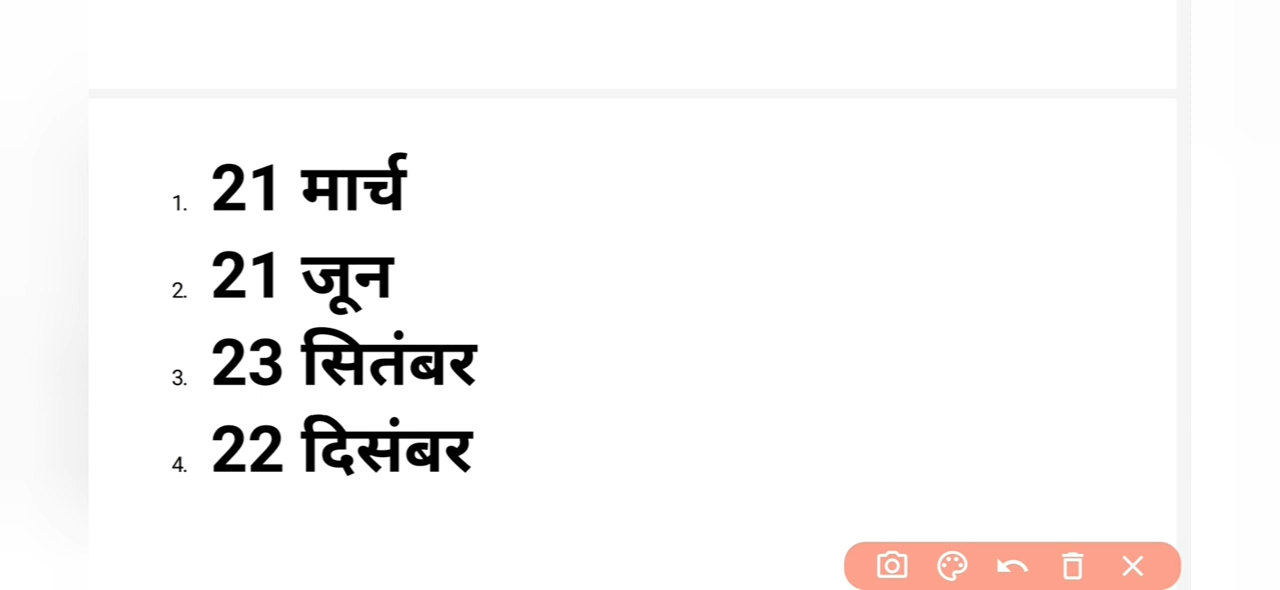 1. 21 मार्च
2. 21 जून
3. 23 सितंबर
4. 22 दिसंबर